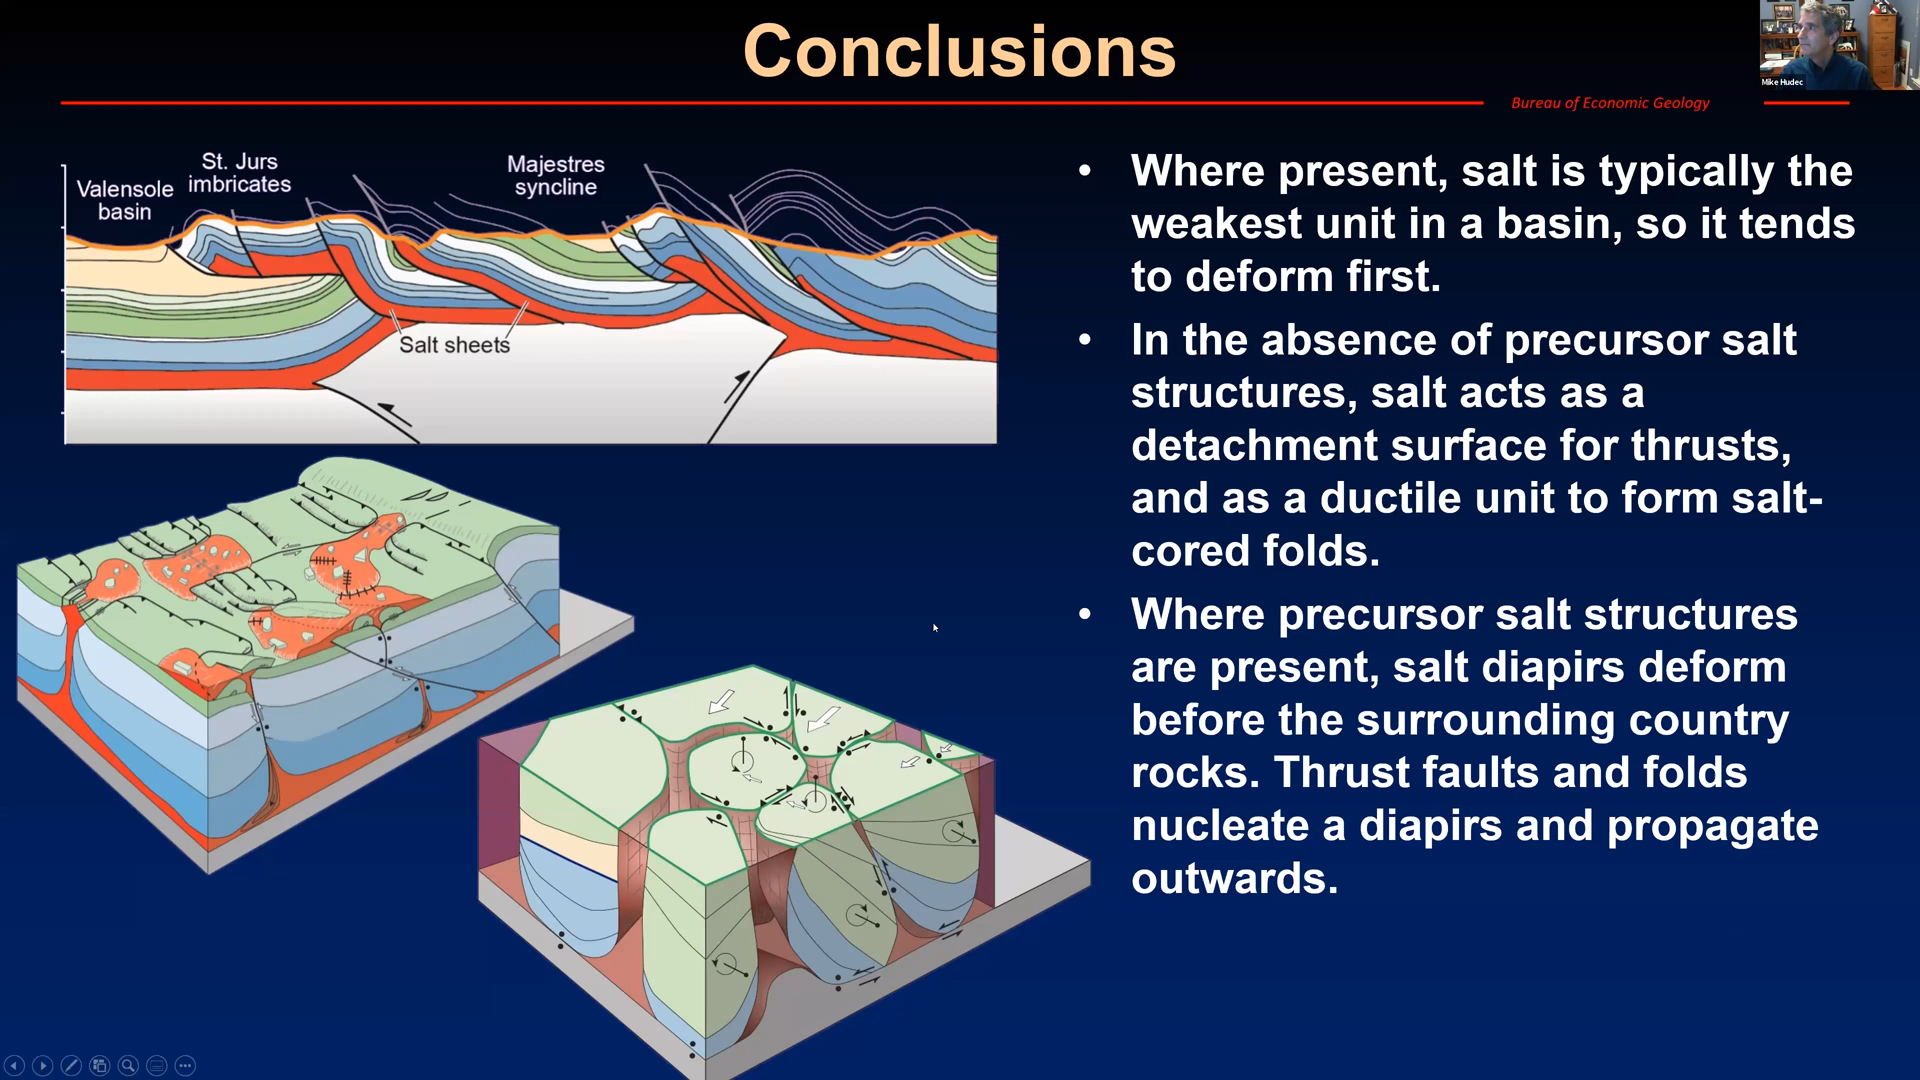 Conclusions
Mike Hudec
Bureau of Economic Geology
Valensole
basin
St. Jurs
imbricates
Majestres
syncline
Salt sheets
• Where present, salt is typically the
weakest unit in a basin, so it tends
to deform first.
• In the absence of precursor salt
structures, salt acts as a
detachment surface for thrusts,
and as a ductile unit to form salt-
cored folds.
• Where precursor salt structures
are present, salt diapirs deform
before the surrounding country
rocks. Thrust faults and folds
nucleate a diapirs and propagate
outwards.